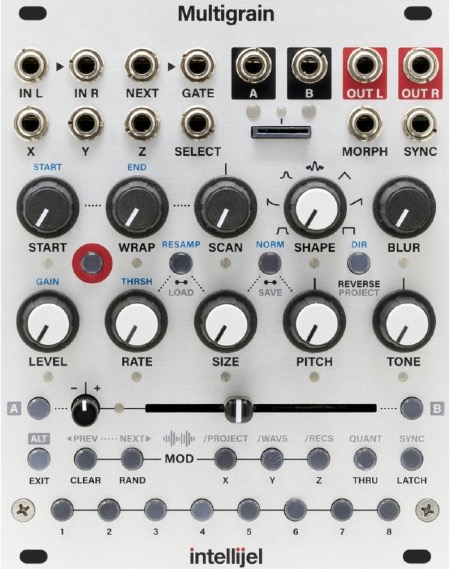 Multigrain
IN L IN R NEXT GATE A B OUT L OUT R
X Y Z SELECT MORPH SYNC
START END
START WRAP SCAN SHAPE BLUR
RESAMP NORM DIR
GAIN THRSH LOAD SAVE REVERSE
PROJECT
LEVEL RATE SIZE PITCH TONE
A - + B
ALT ◂PREV NEXT▸ /PROJECT /WAVS /RECS QUANT SYNC
MOD
EXIT CLEAR RAND X Y Z THRU LATCH
1 2 3 4 5 6 7 8
intellijel